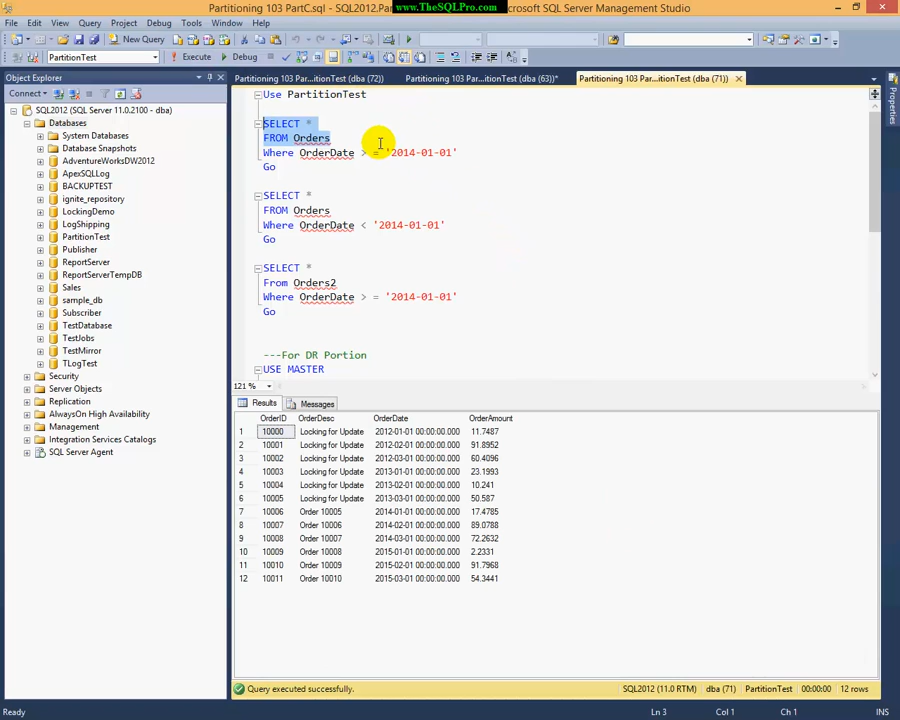 Partitioning 103 PartC.sql - SQL2012.Par
www.TheSQLPro.com
Microsoft SQL Server Management Studio
File Edit View Query Project Debug Tools Window Help
New Query
PartitionTest
Execute
Debug
Object Explorer
Partitioning 103 Par...itionTest (dba (72))
Partitioning 103 Par...itionTest (dba (63))*
Partitioning 103 Par...itionTest (dba (71))
Connect
SQL2012 (SQL Server 11.0.2100 - dba)
Databases
System Databases
Database Snapshots
AdventureWorksDW2012
ApexSQLLog
BACKUPTEST
ignite_repository
LockingDemo
LogShipping
PartitionTest
Publisher
ReportServer
ReportServerTempDB
Sales
sample_db
Subscriber
TestDatabase
TestJobs
TestMirror
TLogTest
Security
Server Objects
Replication
AlwaysOn High Availability
Management
Integration Services Catalogs
SQL Server Agent
Use PartitionTest
SELECT *
FROM Orders
Where OrderDate > = '2014-01-01'
Go
SELECT *
FROM Orders
Where OrderDate < '2014-01-01'
Go
SELECT *
From Orders2
Where OrderDate > = '2014-01-01'
Go
---For DR Portion
USE MASTER
Properties
121 %
Results Messages
OrderID OrderDesc OrderDate OrderAmount
1 10000 Locking for Update 2012-01-01 00:00:00.000 11.7487
2 10001 Locking for Update 2012-02-01 00:00:00.000 91.8952
3 10002 Locking for Update 2012-03-01 00:00:00.000 60.4096
4 10003 Locking for Update 2013-01-01 00:00:00.000 23.1993
5 10004 Locking for Update 2013-02-01 00:00:00.000 10.241
6 10005 Locking for Update 2013-03-01 00:00:00.000 50.587
7 10006 Order 10005 2014-01-01 00:00:00.000 17.4785
8 10007 Order 10006 2014-02-01 00:00:00.000 89.0788
9 10008 Order 10007 2014-03-01 00:00:00.000 72.2632
10 10009 Order 10008 2015-01-01 00:00:00.000 2.2331
11 10010 Order 10009 2015-02-01 00:00:00.000 91.7968
12 10011 Order 10010 2015-03-01 00:00:00.000 54.3441
Query executed successfully.
SQL2012 (11.0 RTM) dba (71) PartitionTest 00:00:00 12 rows
Ready
Ln 3 Col 1 Ch 1 INS